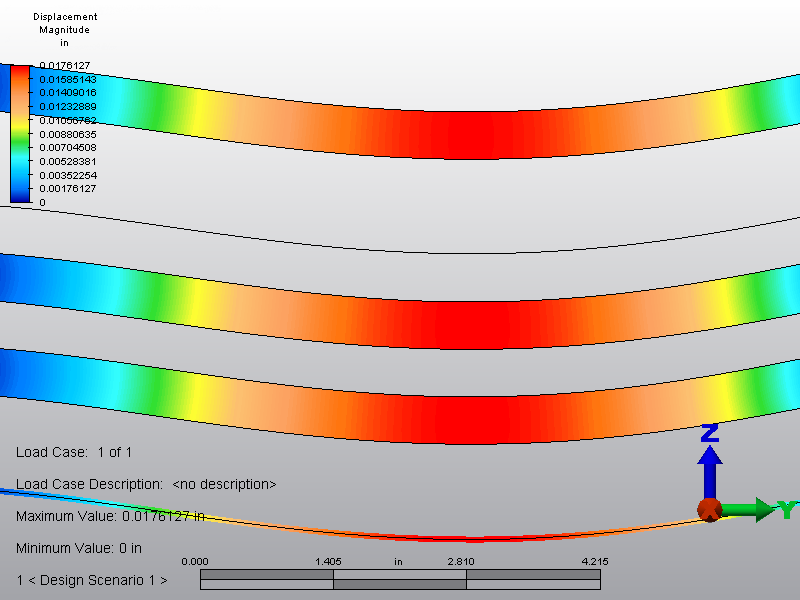 Displacement
Magnitude
in
0.0176127
0.01585143
0.01409016
0.01232889
0.01056762
0.00880635
0.00704508
0.00528381
0.00352254
0.00176127
0
Z
Y
Load Case: 1 of 1
Load Case Description: <no description>
Maximum Value: 0.0176127 in
Minimum Value: 0 in
0.000 1.405 in 2.810 4.215
1 < Design Scenario 1 >